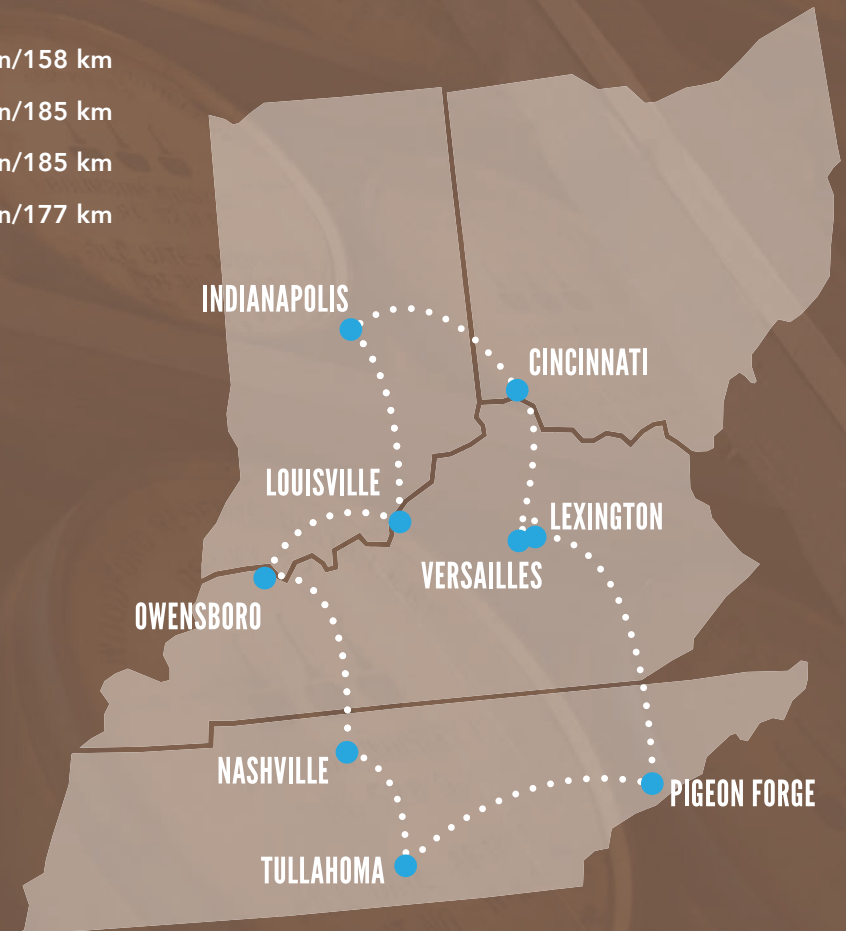 n/158 km
n/185 km
n/185 km
n/177 km
INDIANAPOLIS
CINCINNATI
LOUISVILLE
LEXINGTON
VERSAILLES
OWENSBORO
NASHVILLE
PIGEON FORGE
TULLAHOMA